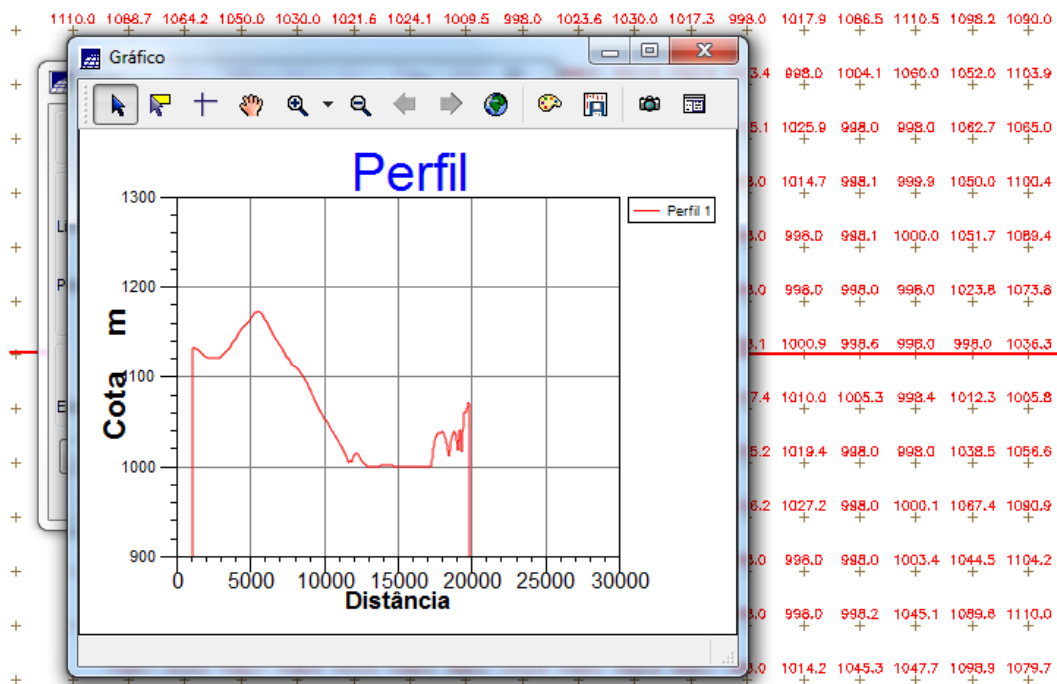 1110.0 1088.7 1064.2 1050.0 1030.0 1021.6 1024.1 1009.5 998.0 1023.6 1030.0 1017.3 998.0 1017.9 1086.5 1110.5 1098.2 1090.0
Gráfico
998.0 1004.1 1060.0 1052.0 1103.9
1025.9 998.0 998.0 1062.7 1065.0
Perfil
1014.7 998.1 999.9 1050.0 1100.4
1300
Perfil 1
998.0 998.1 1000.0 1051.7 1089.4
1200
998.0 998.0 998.0 1023.8 1073.8
Cota m
1000.9 998.6 998.0 998.0 1036.3
1100
1010.0 1005.3 998.4 1012.3 1005.8
1019.4 998.0 998.0 1038.5 1056.6
1000
1027.2 998.0 1000.1 1067.4 1090.9
900
998.0 998.0 1003.4 1044.5 1104.2
0 5000 10000 15000 20000 25000 30000
Distância
998.0 998.2 1045.1 1089.8 1110.0
1014.2 1045.3 1047.7 1098.9 1079.7